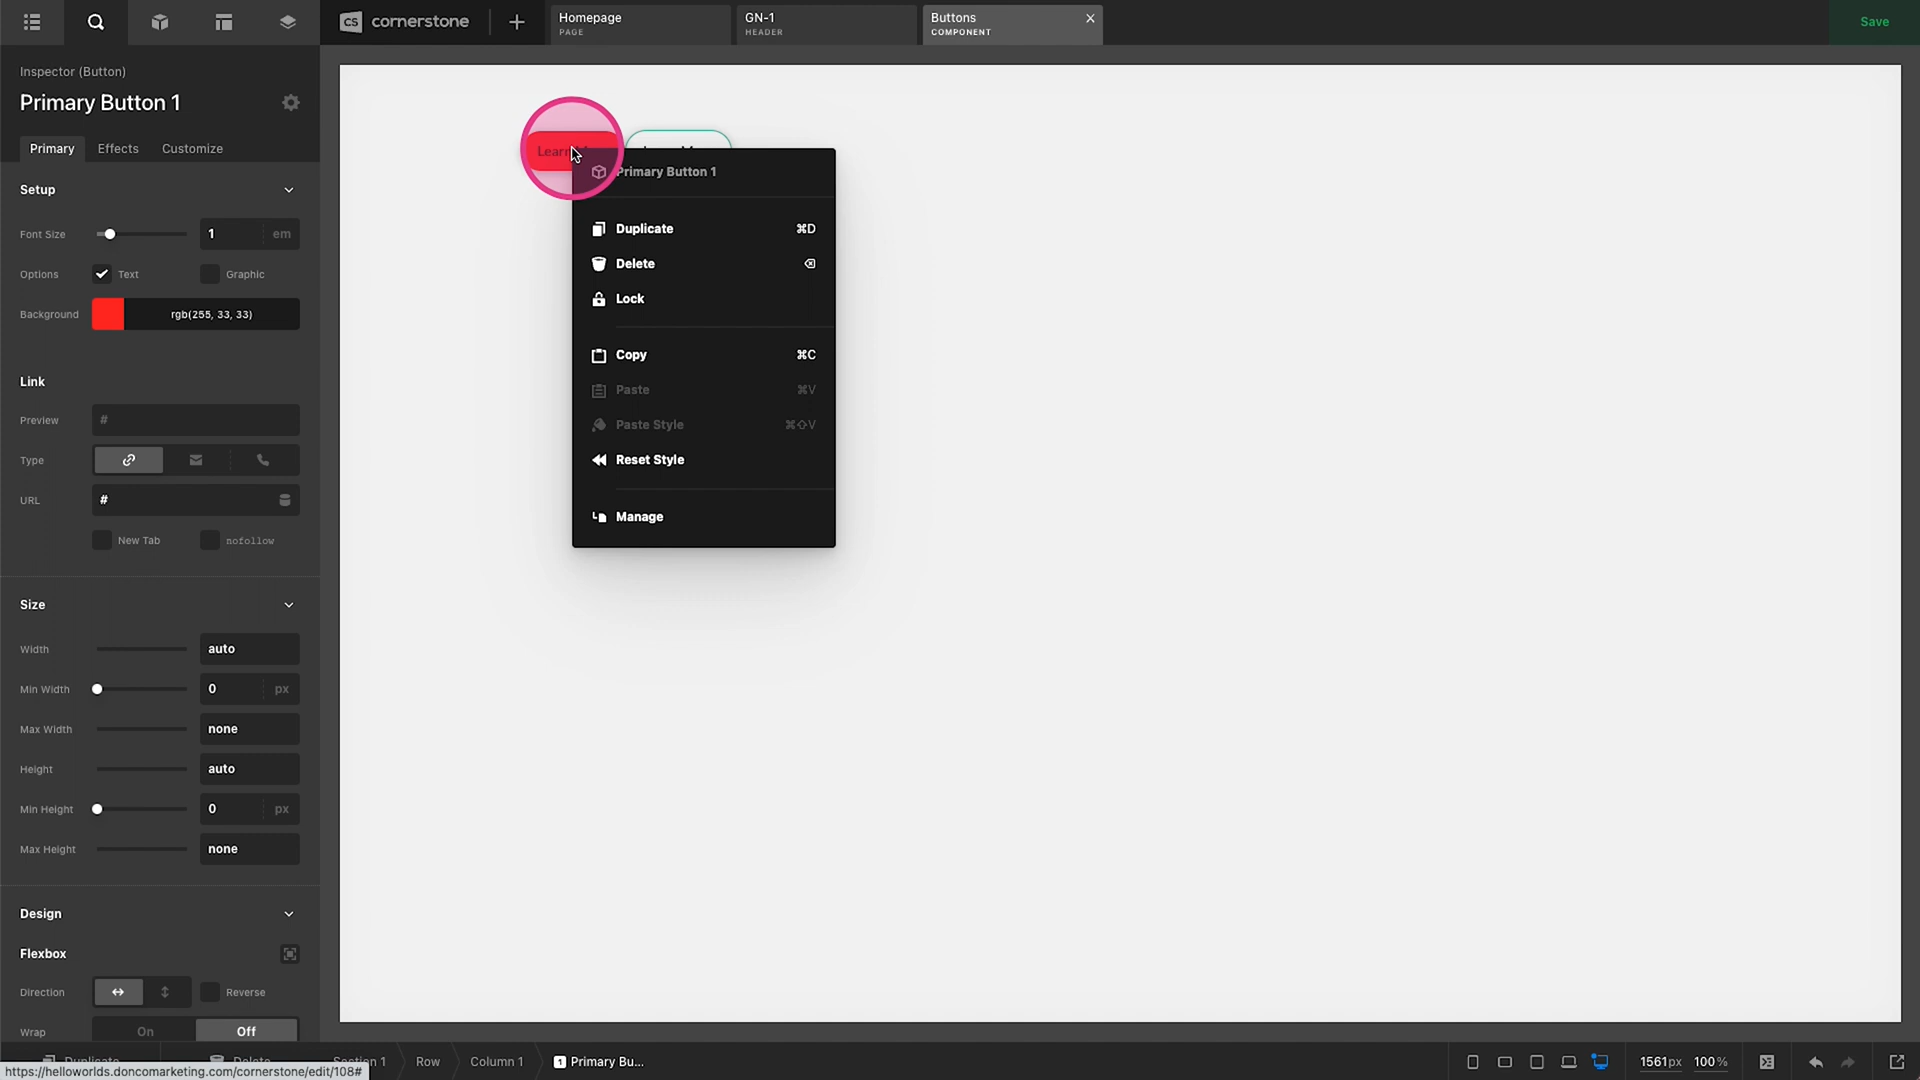 CS cornerstone
Homepage
PAGE
GN-1
HEADER
Buttons
COMPONENT
Save
Inspector (Button)
Primary Button 1
Primary
Effects
Customize
Setup
Font Size
1
em
Options
Text
Graphic
Background
rgb(255, 33, 33)
Link
Preview
#
Type
URL
#
New Tab
nofollow
Size
Width
auto
Min Width
0
px
Max Width
none
Height
auto
Min Height
0
px
Max Height
none
Design
Flexbox
Direction
Reverse
Wrap
On
Off
Primary Button 1
Duplicate
⌘D
Delete
Lock
Copy
⌘C
Paste
⌘V
Paste Style
⌘⇧V
Reset Style
Manage
Duplicate
Delete
Section 1
Row
Column 1
1 Primary Bu...
1561px
100%
https://helloworlds.doncomarketing.com/cornerstone/edit/108#